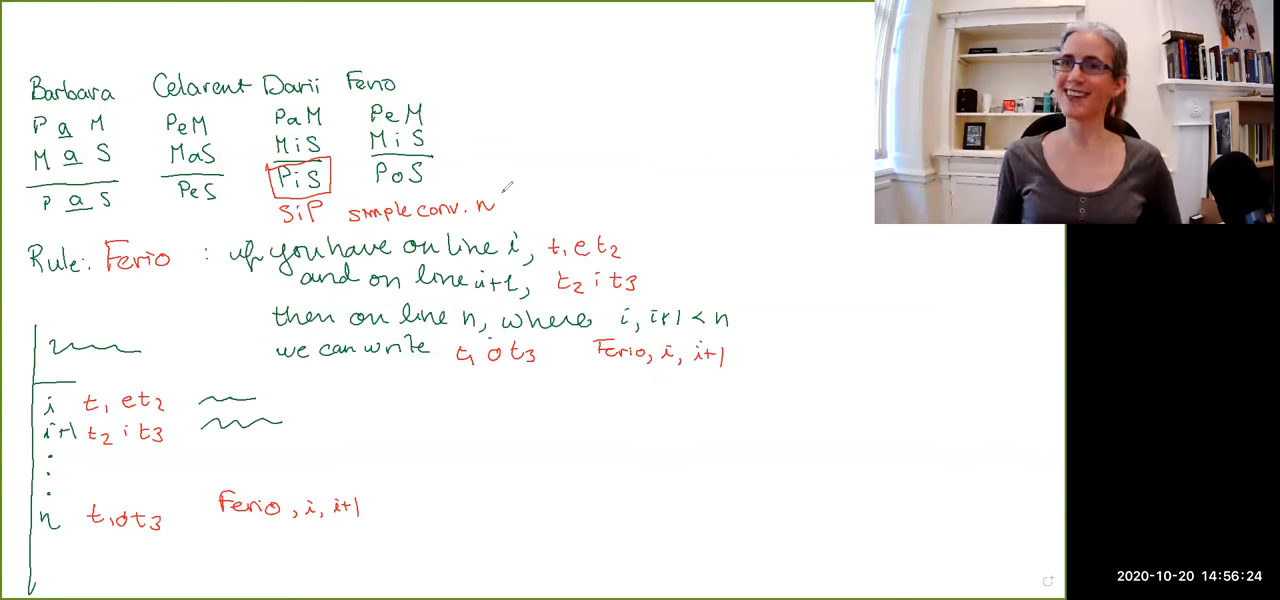 Barbara Celarent Darii Ferio
PaM PeM PaM PeM
MaS MaS MiS MiS
PaS PeS PiS PoS
SiP simple conv. n
Rule: Ferio : if you have on line i, t₁ e t₂
and on line i+1, t₂ i t₃
then on line n, where i, i+1 < n
we can write t₁ o t₃ Ferio, i, i+1
i t₁ e t₂
i+1 t₂ i t₃
n t₁ o t₃ Ferio, i, i+1
2020-10-20 14:56:24